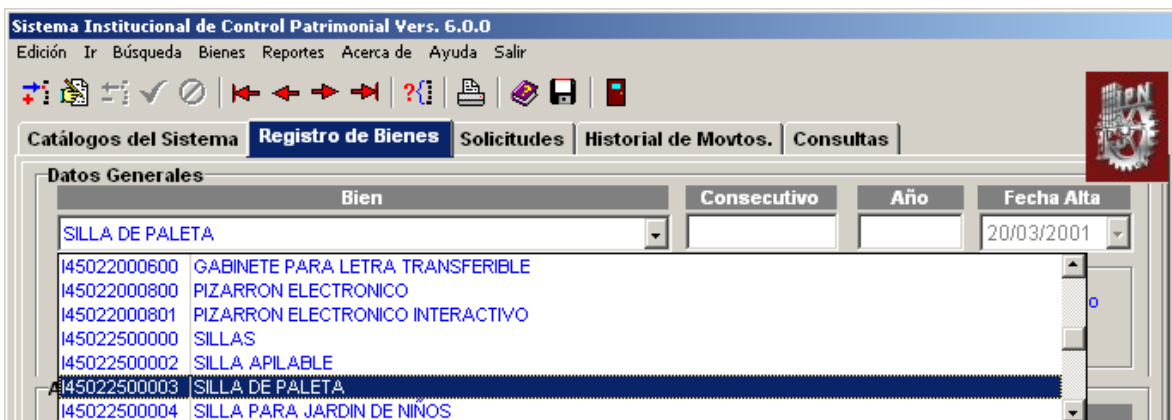 Sistema Institucional de Control Patrimonial Vers. 6.0.0
Edición Ir Búsqueda Bienes Reportes Acerca de Ayuda Salir
IPN
Catálogos del Sistema Registro de Bienes Solicitudes Historial de Movtos. Consultas
Datos Generales
Bien Consecutivo Año Fecha Alta
SILLA DE PALETA 20/03/2001
I45022000600 GABINETE PARA LETRA TRANSFERIBLE
I45022000800 PIZARRON ELECTRONICO
I45022000801 PIZARRON ELECTRONICO INTERACTIVO
I45022500000 SILLAS
I45022500002 SILLA APILABLE
I45022500003 SILLA DE PALETA
I45022500004 SILLA PARA JARDIN DE NIÑOS